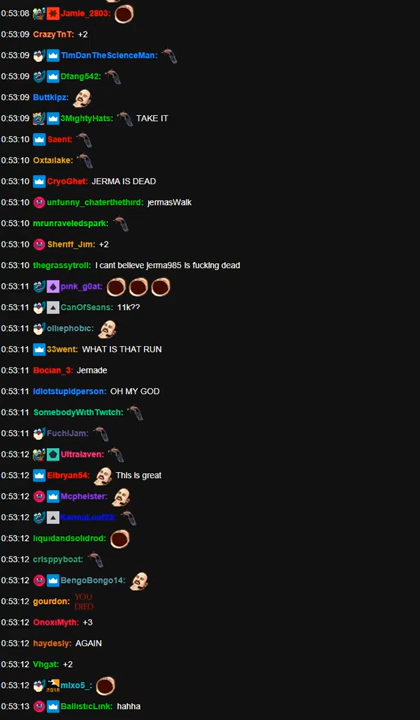 0:53:08 Jamie_2803:
0:53:09 CrazyTnT: +2
0:53:09 TimDanTheScienceMan:
0:53:09 Dfang542:
0:53:09 Buttkipz:
0:53:09 3MightyHats: TAKE IT
0:53:10 Saent:
0:53:10 Oxtailake:
0:53:10 CryoGhet: JERMA IS DEAD
0:53:10 unfunny_chaterthethird: jermasWalk
0:53:10 mrunraveledspark:
0:53:10 Sheriff_Jim: +2
0:53:10 thegrassytroll: I cant believe jerma985 is fucking dead
0:53:11 pink_g0at:
0:53:11 CanOfSeans: 11k??
0:53:11 olliephobic:
0:53:11 33went: WHAT IS THAT RUN
0:53:11 Bocian_3: Jernade
0:53:11 idiotstupidperson: OH MY GOD
0:53:11 SomebodyWithTwitch:
0:53:11 FuchiJam:
0:53:12 Ultralaven:
0:53:12 Elbryan54: This is great
0:53:12 Mcpheister:
0:53:12
0:53:12 liquidandsolidrod:
0:53:12 crispyboat:
0:53:12 BengoBongo14:
0:53:12 gourdon: YOU DIED
0:53:12 OnoxiMyth: +3
0:53:12 haydesiy: AGAIN
0:53:12 Vhgat: +2
0:53:12 mixo5_:
0:53:13 BallisticLink: hahha